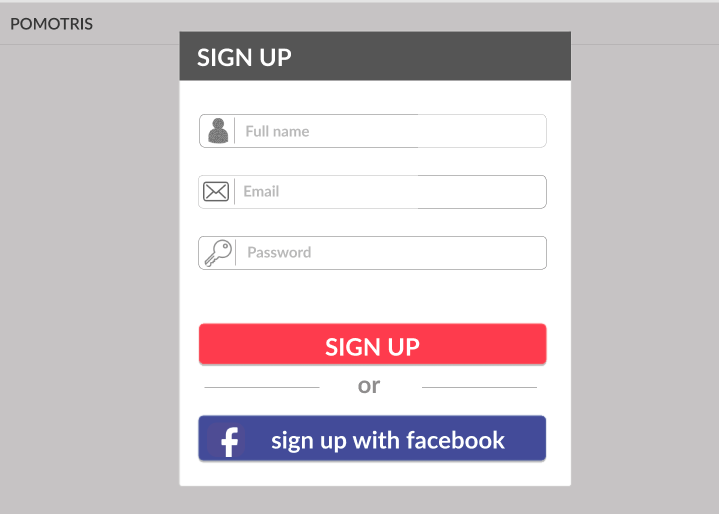 POMOTRIS
SIGN UP
Full name
Email
Password
SIGN UP
or
f sign up with facebook